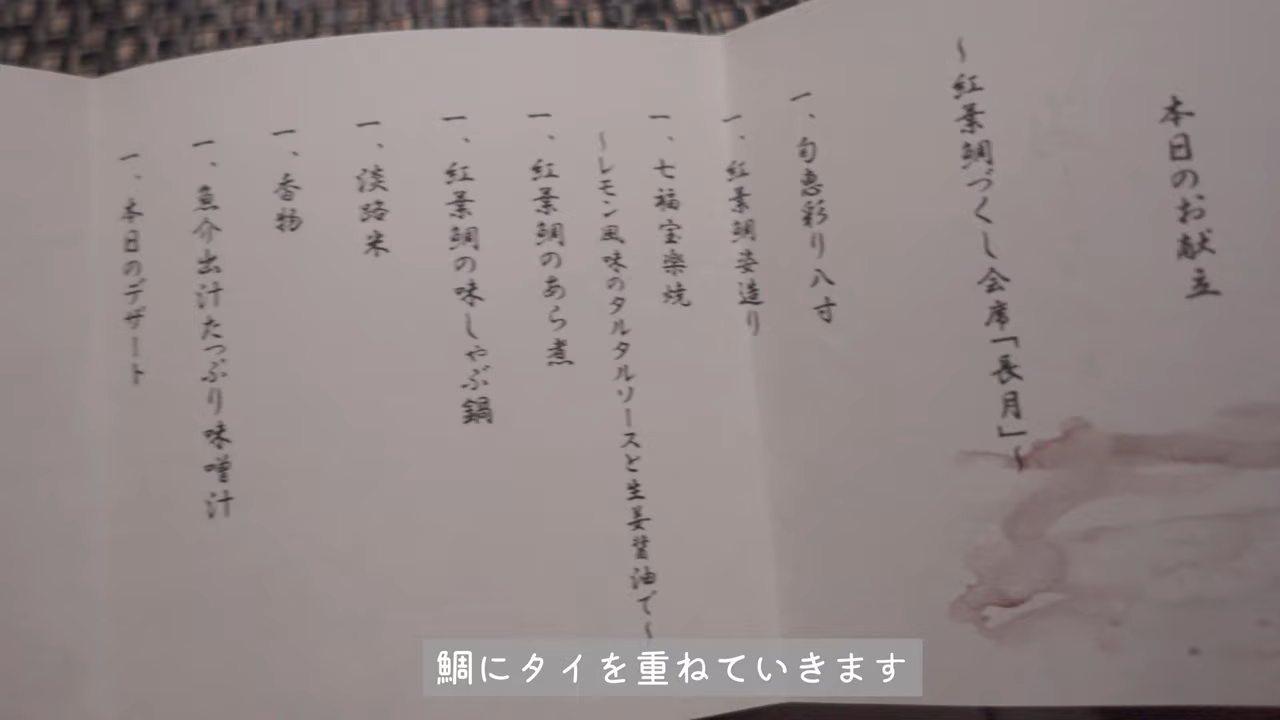 本日のお献立
～紅葉鯛づくし会席「長月」～
一、旬恵彩り八寸
一、紅葉鯛姿造り
一、七福宝楽焼
～レモン風味のタルタルソースと生姜醤油で～
一、紅葉鯛のあら煮
一、紅葉鯛の味しゃぶ鍋
一、淡路米
一、香物
一、魚介出汁たっぷり味噌汁
一、本日のデザート
鯛にタイを重ねていきます